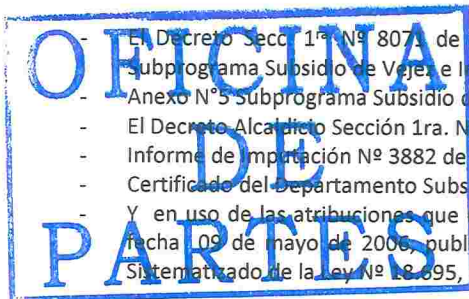 - El Decreto Secc 1ra Nº 8071 de
Subprograma Subsidio de Vejez e I
- Anexo N°5 Subprograma Subsidio
- El Decreto Alcaldicio Sección 1ra. N
- Informe de Imputación Nº 3882 de
- Certificado del Departamento Subs
- Y en uso de las atribuciones que
fecha 09 de mayo de 2006, publ
Sistematizado de la Ley Nº 18.695,
OFICINA
DE
PARTES